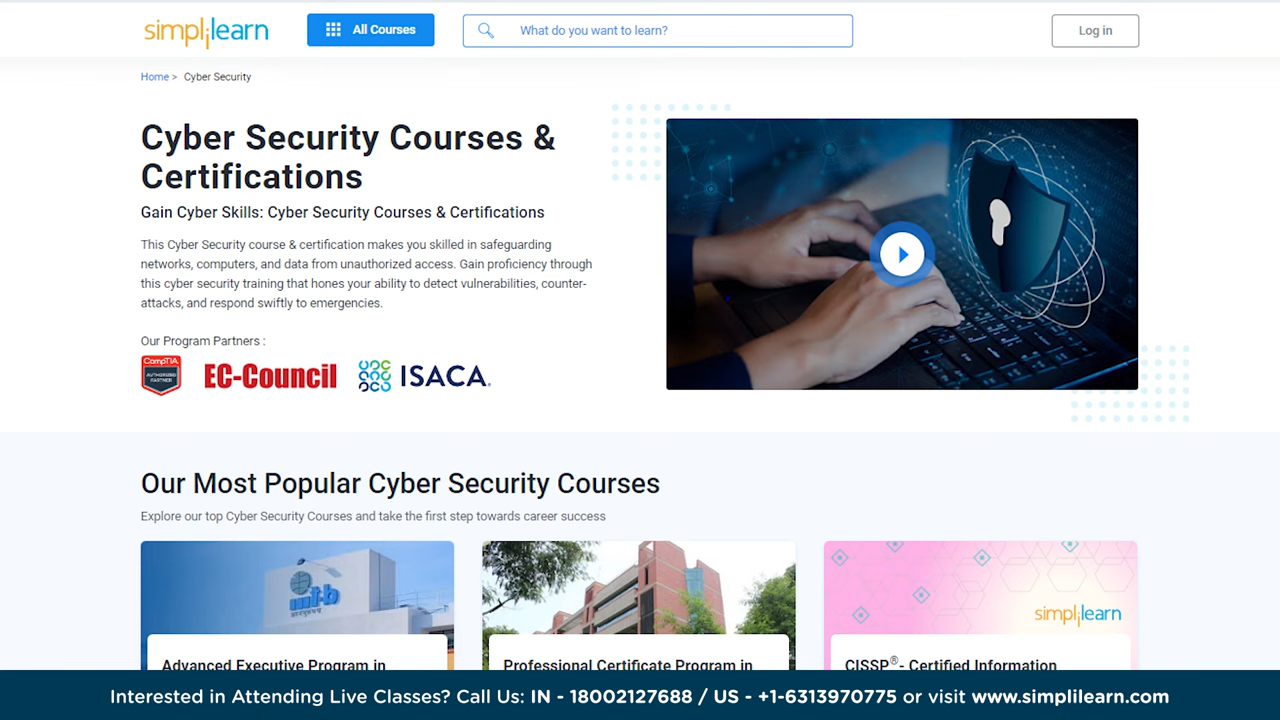 simplilearn
All Courses
What do you want to learn?
Log in
Home > Cyber Security
Cyber Security Courses &
Certifications
Gain Cyber Skills: Cyber Security Courses & Certifications
This Cyber Security course & certification makes you skilled in safeguarding
networks, computers, and data from unauthorized access. Gain proficiency through
this cyber security training that hones your ability to detect vulnerabilities, counter-
attacks, and respond swiftly to emergencies.
Our Program Partners :
CompTIA
AUTHORIZED
PARTNER
EC-Council
ISACA.
Our Most Popular Cyber Security Courses
Explore our top Cyber Security Courses and take the first step towards career success
simplilearn
Advanced Executive Program in
Professional Certificate Program in
CISSP®- Certified Information
Interested in Attending Live Classes? Call Us: IN - 18002127688 / US - +1-6313970775 or visit www.simplilearn.com